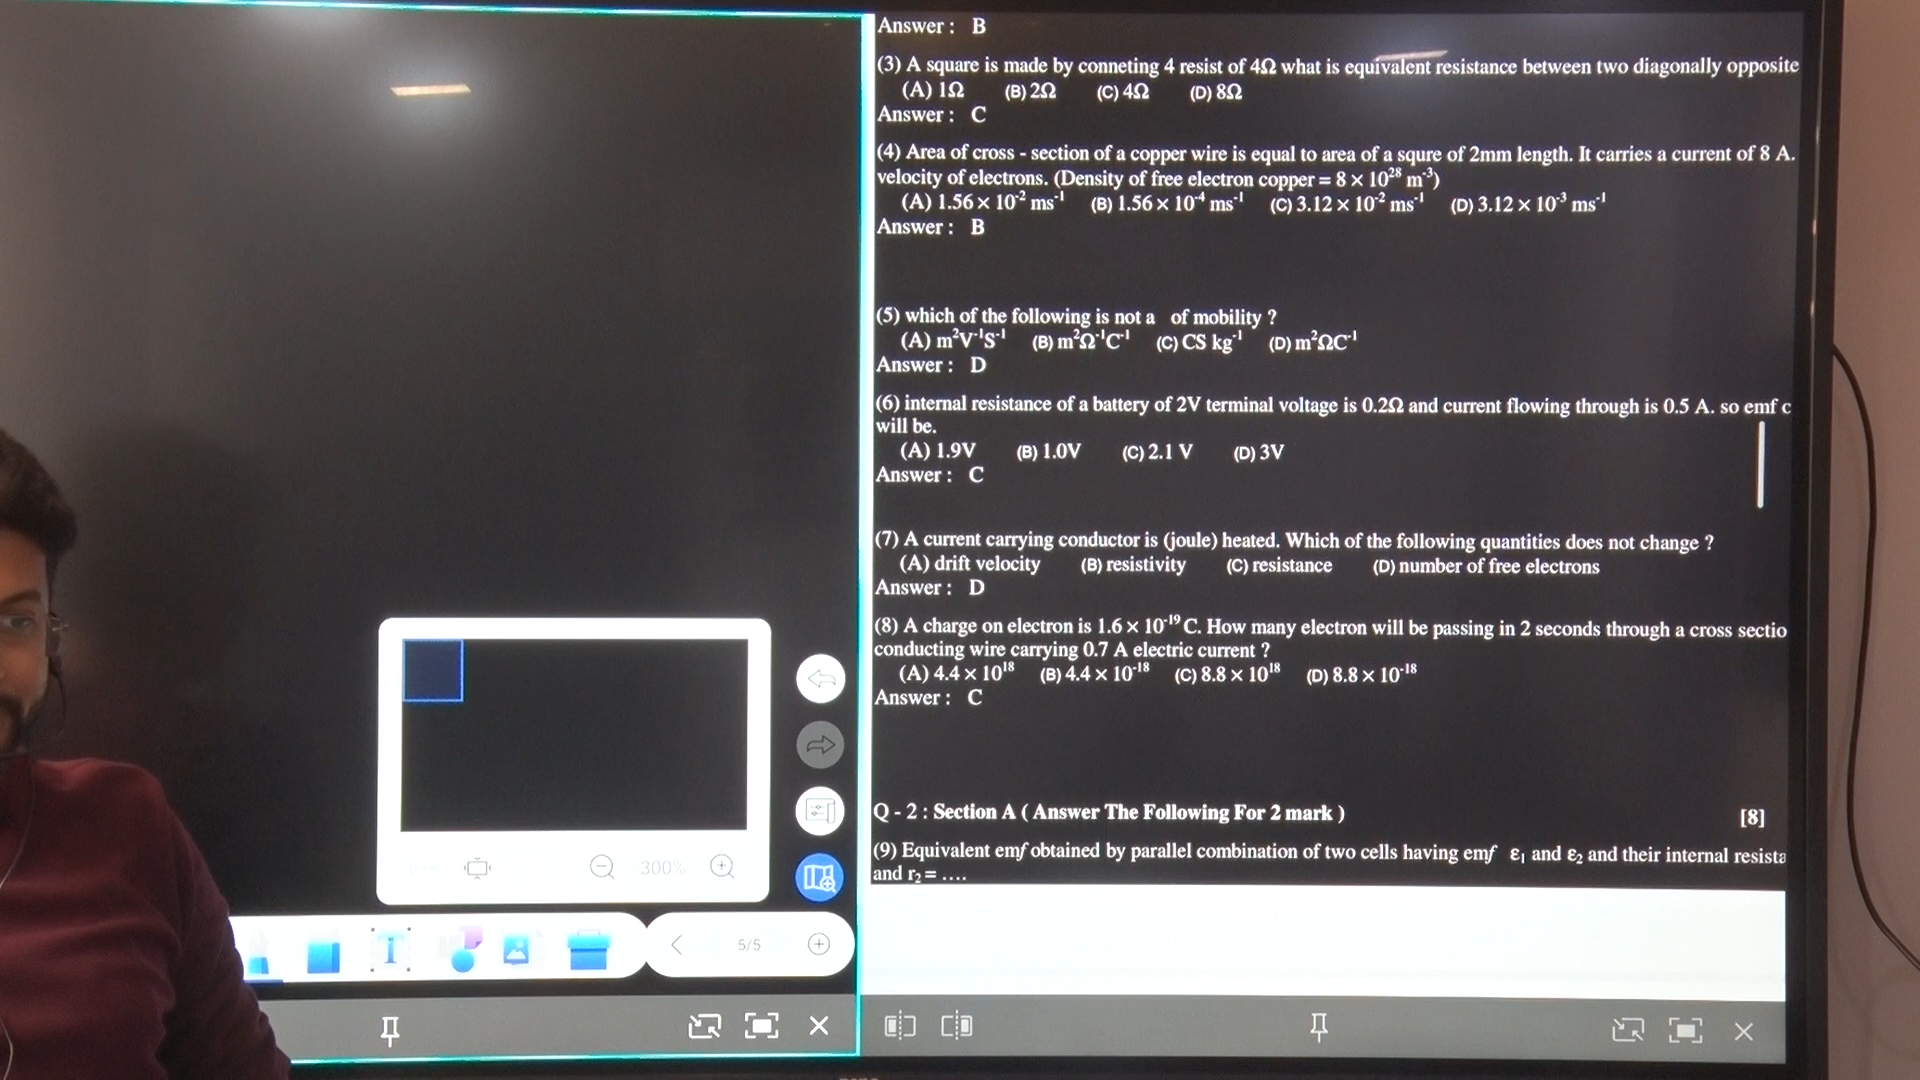 Answer : B
(3) A square is made by conneting 4 resist of 4Ω what is equivalent resistance between two diagonally opposite
(A) 1Ω (B) 2Ω (C) 4Ω (D) 8Ω
Answer : C
(4) Area of cross - section of a copper wire is equal to area of a squre of 2mm length. It carries a current of 8 A.
velocity of electrons. (Density of free electron copper = 8 × 10²⁸ m⁻³)
(A) 1.56 × 10⁻² ms⁻¹ (B) 1.56 × 10⁻⁴ ms⁻¹ (C) 3.12 × 10⁻² ms⁻¹ (D) 3.12 × 10⁻³ ms⁻¹
Answer : B
(5) which of the following is not a of mobility ?
(A) m²V⁻¹S⁻¹ (B) m²Ω⁻¹C⁻¹ (C) CS kg⁻¹ (D) m²ΩC⁻¹
Answer : D
(6) internal resistance of a battery of 2V terminal voltage is 0.2Ω and current flowing through is 0.5 A. so emf c
will be.
(A) 1.9V (B) 1.0V (C) 2.1 V (D) 3V
Answer : C
(7) A current carrying conductor is (joule) heated. Which of the following quantities does not change ?
(A) drift velocity (B) resistivity (C) resistance (D) number of free electrons
Answer : D
(8) A charge on electron is 1.6 × 10⁻¹⁹ C. How many electron will be passing in 2 seconds through a cross sectio
conducting wire carrying 0.7 A electric current ?
(A) 4.4 × 10¹⁸ (B) 4.4 × 10⁻¹⁸ (C) 8.8 × 10¹⁸ (D) 8.8 × 10⁻¹⁸
Answer : C
Q - 2 : Section A ( Answer The Following For 2 mark ) [8]
(9) Equivalent emf obtained by parallel combination of two cells having emf ε₁ and ε₂ and their internal resista
and r₂ = ....
300%
5/5